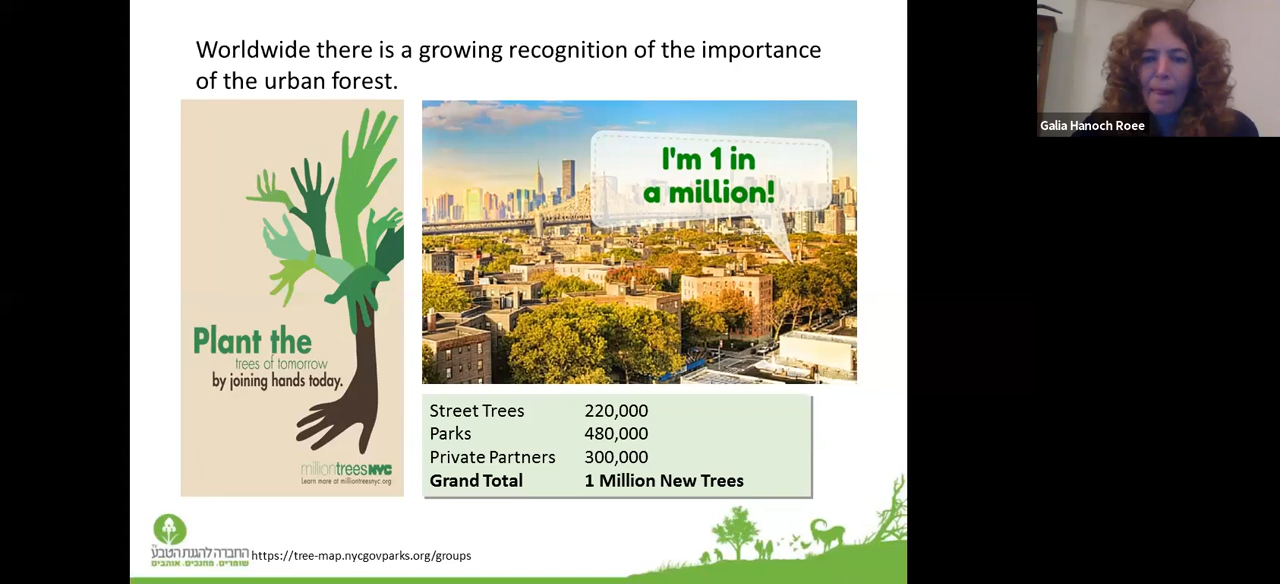 Worldwide there is a growing recognition of the importance
of the urban forest.
Plant the
trees of tomorrow
by joining hands today.
milliontreesNYC
Learn more at milliontreesnyc.org
I'm 1 in
a million!
Street Trees 220,000
Parks 480,000
Private Partners 300,000
Grand Total 1 Million New Trees
החברה להגנת הטבע
שומרים. מחנכים. אוהבים.
https://tree-map.nycgovparks.org/groups
Galia Hanoch Roee